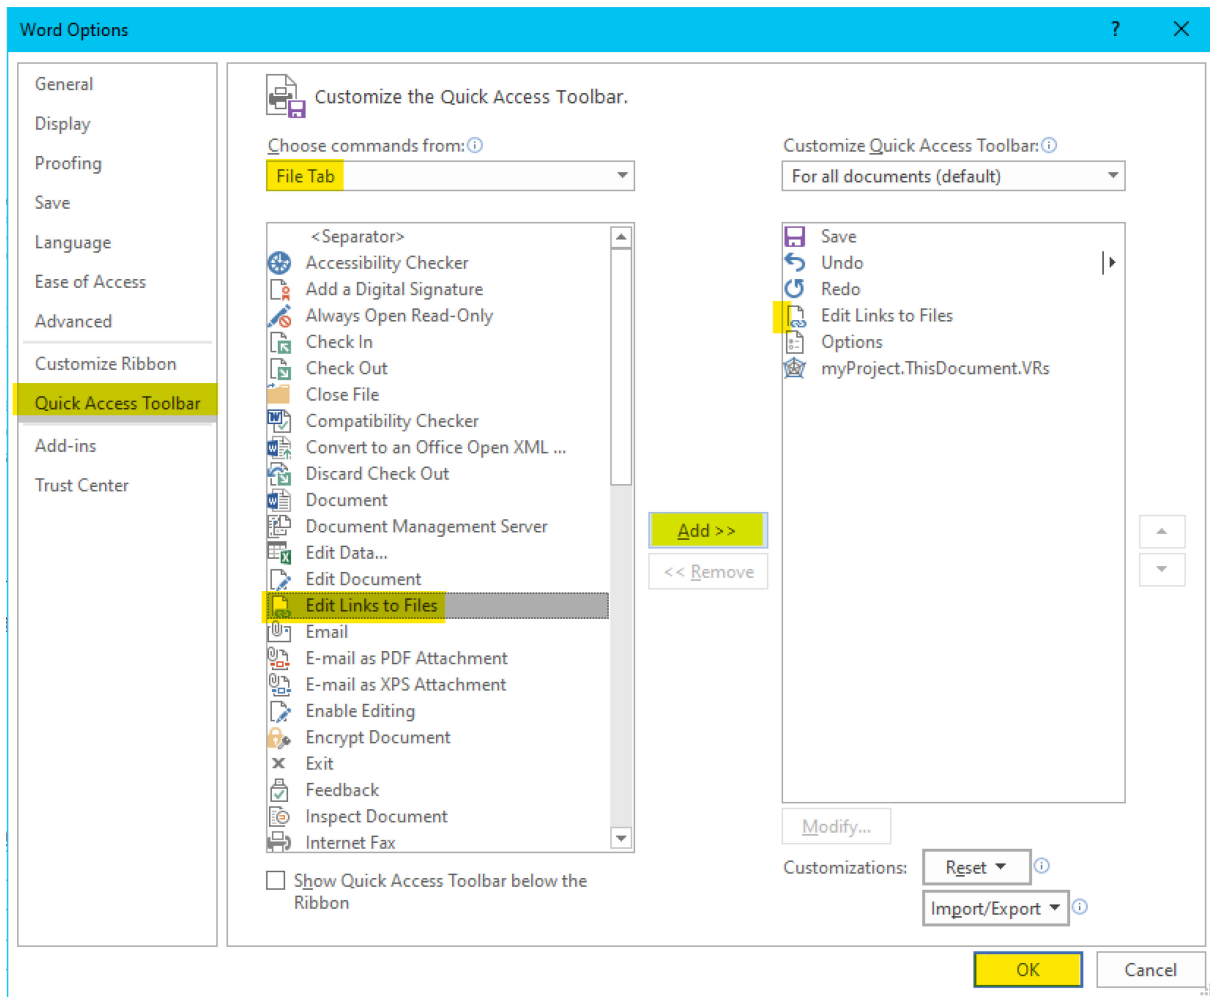 Word Options
?
General
Display
Proofing
Save
Language
Ease of Access
Advanced
Customize Ribbon
Quick Access Toolbar
Add-ins
Trust Center
Customize the Quick Access Toolbar.
Choose commands from:
File Tab
<Separator>
Accessibility Checker
Add a Digital Signature
Always Open Read-Only
Check In
Check Out
Close File
Compatibility Checker
Convert to an Office Open XML ...
Discard Check Out
Document
Document Management Server
Edit Data...
Edit Document
Edit Links to Files
Email
E-mail as PDF Attachment
E-mail as XPS Attachment
Enable Editing
Encrypt Document
Exit
Feedback
Inspect Document
Internet Fax
Show Quick Access Toolbar below the
Ribbon
Add >>
<< Remove
Customize Quick Access Toolbar:
For all documents (default)
Save
Undo
Redo
Edit Links to Files
Options
myProject.ThisDocument.VRs
Modify...
Customizations:
Reset
Import/Export
OK
Cancel